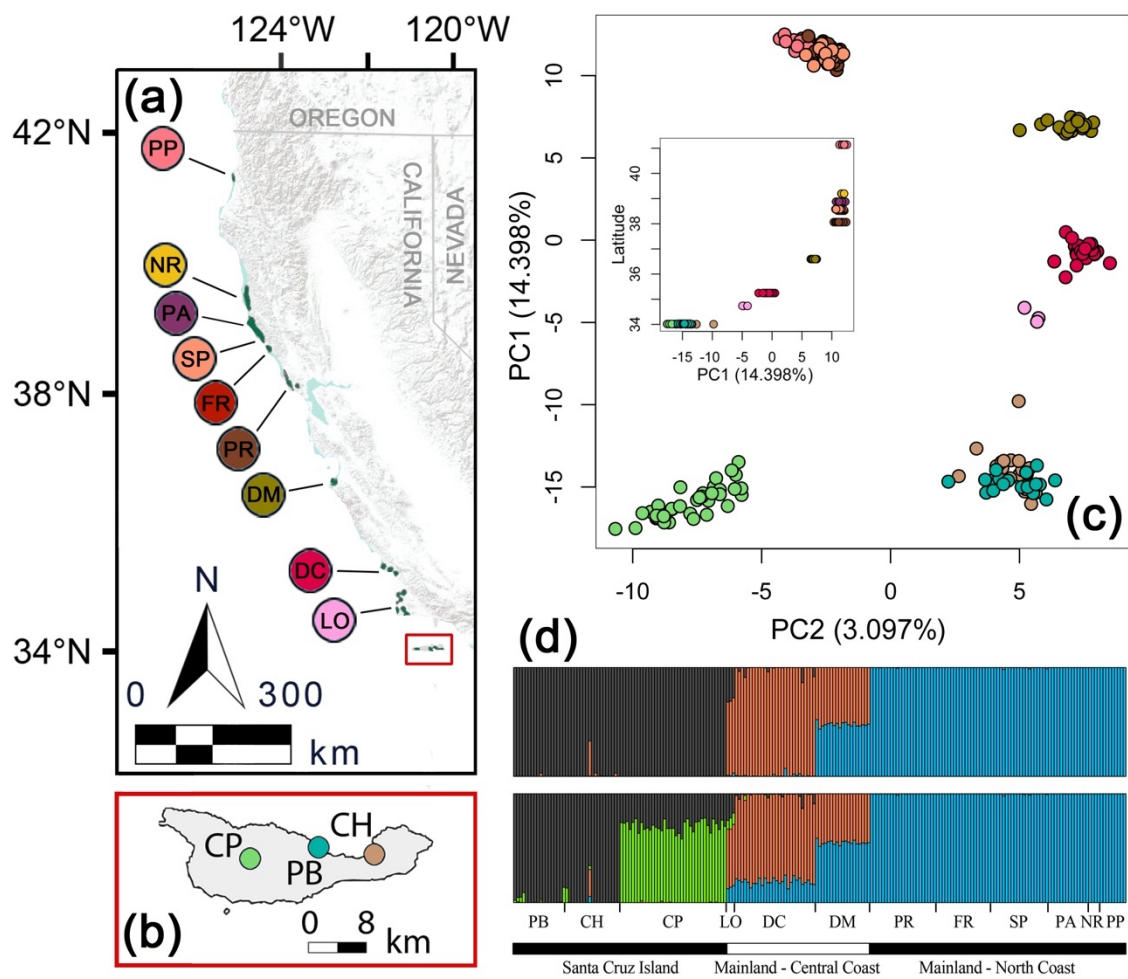 124°W 120°W
(a)
42°N
38°N
34°N
OREGON
CALIFORNIA
NEVADA
PP
NR
PA
SP
FR
PR
DM
DC
LO
N
0 300
km
(b)
CP
PB
CH
0 8
km
(c)
PC1 (14.398%)
10
5
0
-5
-10
-15
-10 -5 0 5
PC2 (3.097%)
Latitude
40
38
36
34
-15 -10 -5 0 5 10
PC1 (14.398%)
(d)
PB CH CP LO DC DM PR FR SP PA NR PP
Santa Cruz Island Mainland - Central Coast Mainland - North Coast